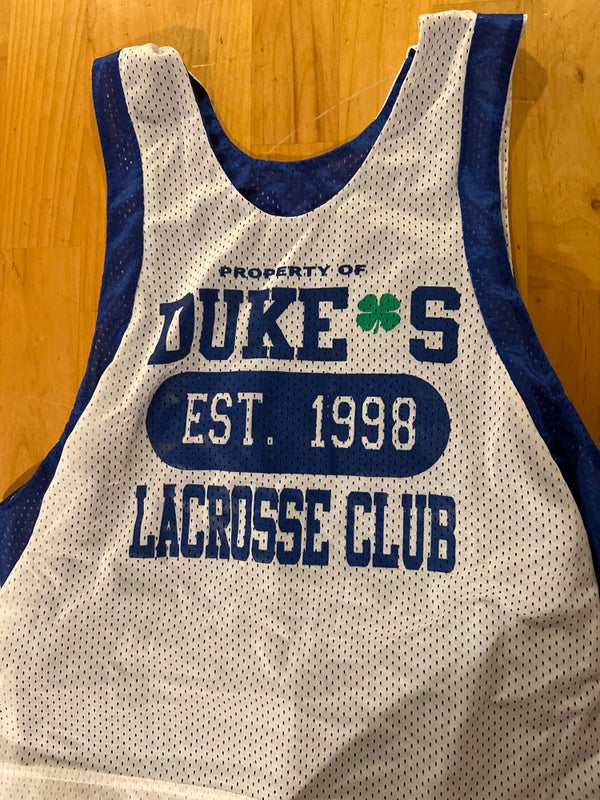 PROPERTY OF
DUKE🍀S
EST. 1998
LACROSSE CLUB